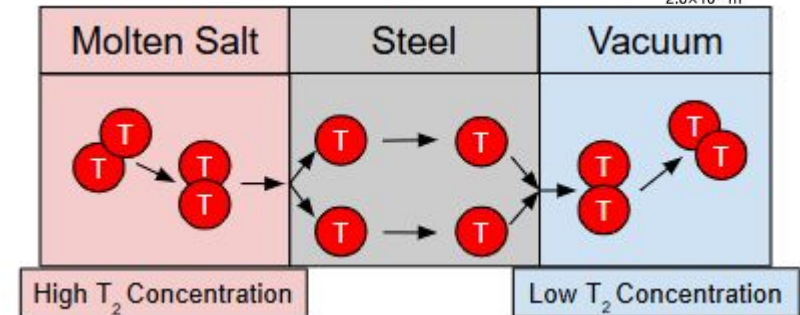 Molten Salt Steel Vacuum
T T T T T T
T T T T T T
High T₂ Concentration Low T₂ Concentration